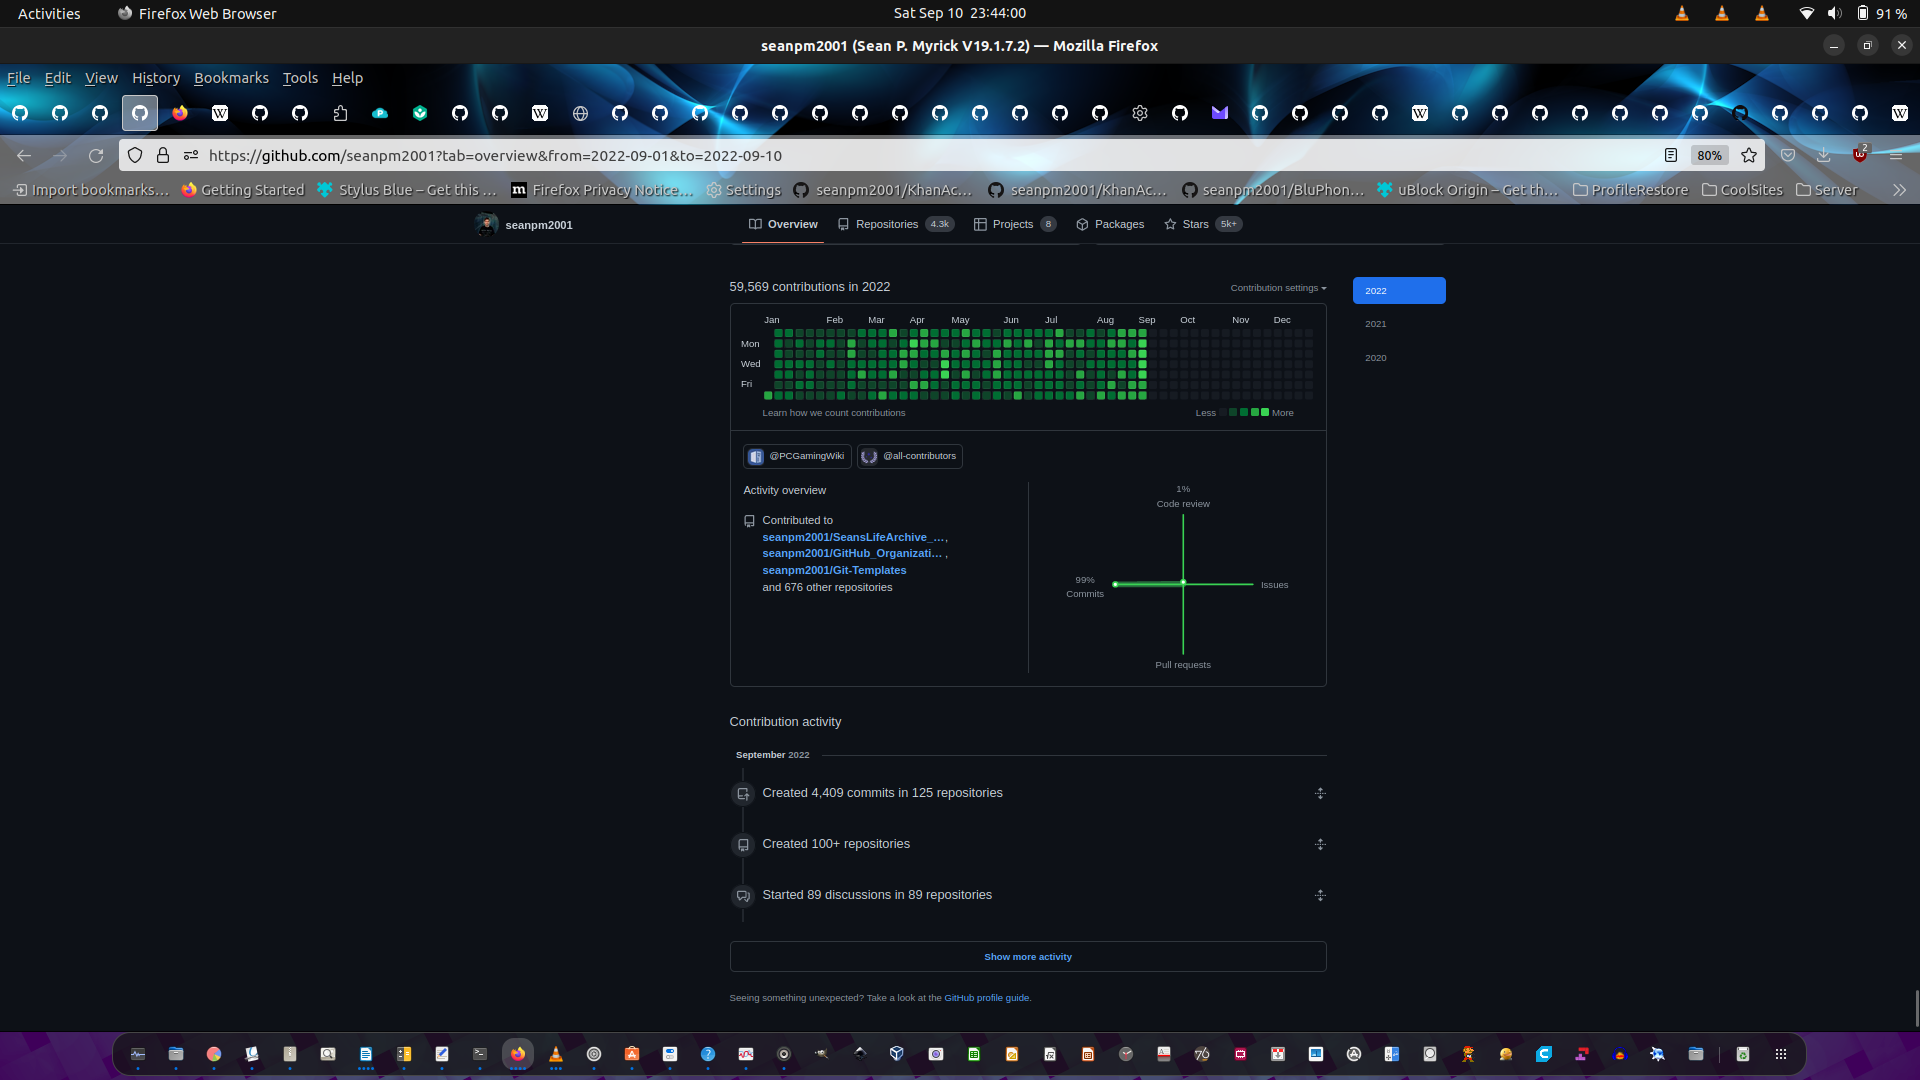 Activities Firefox Web Browser Sat Sep 10 23:44:00 91 %
seanpm2001 (Sean P. Myrick V19.1.7.2) — Mozilla Firefox
File Edit View History Bookmarks Tools Help
https://github.com/seanpm2001?tab=overview&from=2022-09-01&to=2022-09-10 80% 2
Import bookmarks… Getting Started Stylus Blue – Get this … Firefox Privacy Notice… Settings seanpm2001/KhanAc… seanpm2001/KhanAc… seanpm2001/BluPhon… uBlock Origin – Get th… ProfileRestore CoolSites Server
seanpm2001 Overview Repositories 4.3k Projects 8 Packages Stars 5k+
59,569 contributions in 2022 Contribution settings
2022
2021
2020
Jan Feb Mar Apr May Jun Jul Aug Sep Oct Nov Dec
Mon
Wed
Fri
Learn how we count contributions Less More
@PCGamingWiki @all-contributors
Activity overview
Contributed to
seanpm2001/SeansLifeArchive_…,
seanpm2001/GitHub_Organizati… ,
seanpm2001/Git-Templates
and 676 other repositories
1%
Code review
99%
Commits
Issues
Pull requests
Contribution activity
September 2022
Created 4,409 commits in 125 repositories
Created 100+ repositories
Started 89 discussions in 89 repositories
Show more activity
Seeing something unexpected? Take a look at the GitHub profile guide.